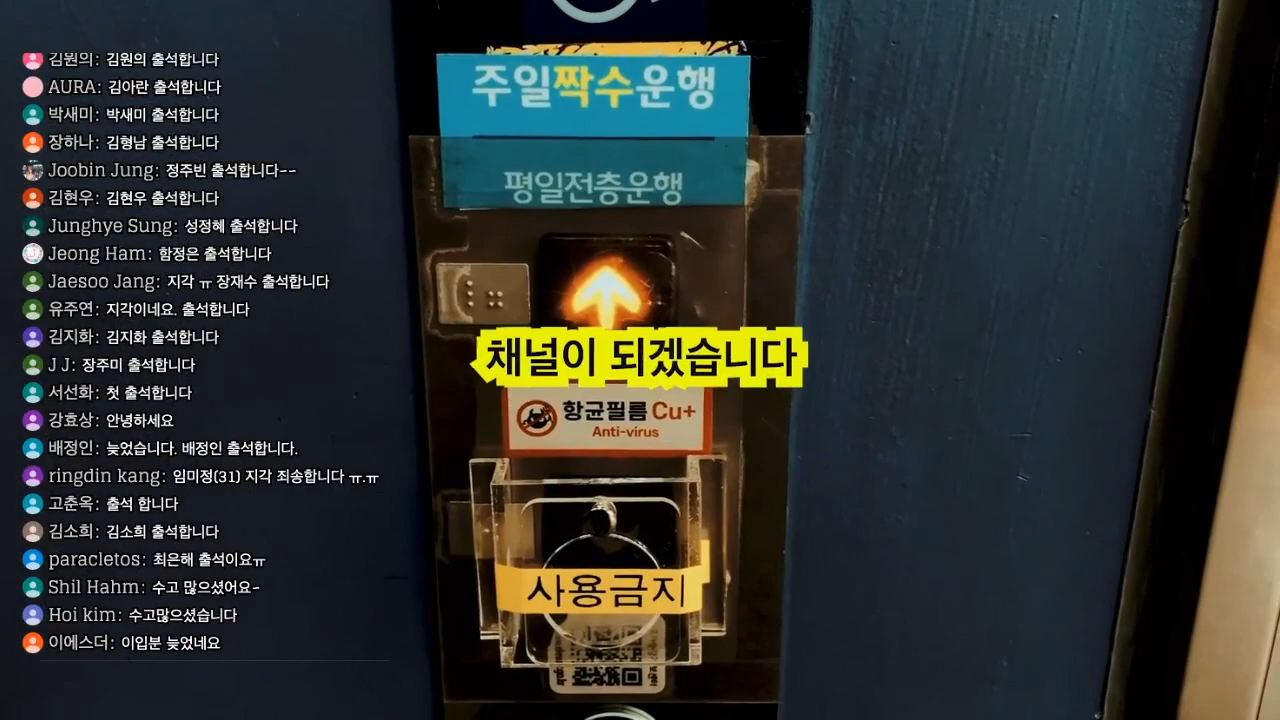 김원의: 김원의 출석합니다
AURA: 김아란 출석합니다
박새미: 박새미 출석합니다
장하나: 김형남 출석합니다
Joobin Jung: 정주빈 출석합니다--
김현우: 김현우 출석합니다
Junghye Sung: 성정혜 출석합니다
Jeong Ham: 함정은 출석합니다
Jaesoo Jang: 지각 ㅠ 장재수 출석합니다
유주연: 지각이네요. 출석합니다
김지화: 김지화 출석합니다
J J: 장주미 출석합니다
서선화: 첫 출석합니다
강효상: 안녕하세요
배정인: 늦었습니다. 배정인 출석합니다.
ringdin kang: 임미정(31) 지각 죄송합니다 ㅠ.ㅠ
고춘옥: 출석 합니다
김소희: 김소희 출석합니다
paracletos: 최은해 출석이요ㅠ
Shil Hahm: 수고 많으셨어요~
Hoi kim: 수고많으셨습니다
이에스더: 이입분 늦었네요
주일짝수운행
평일전층운행
채널이 되겠습니다
항균필름 Cu+
Anti-virus
사용금지